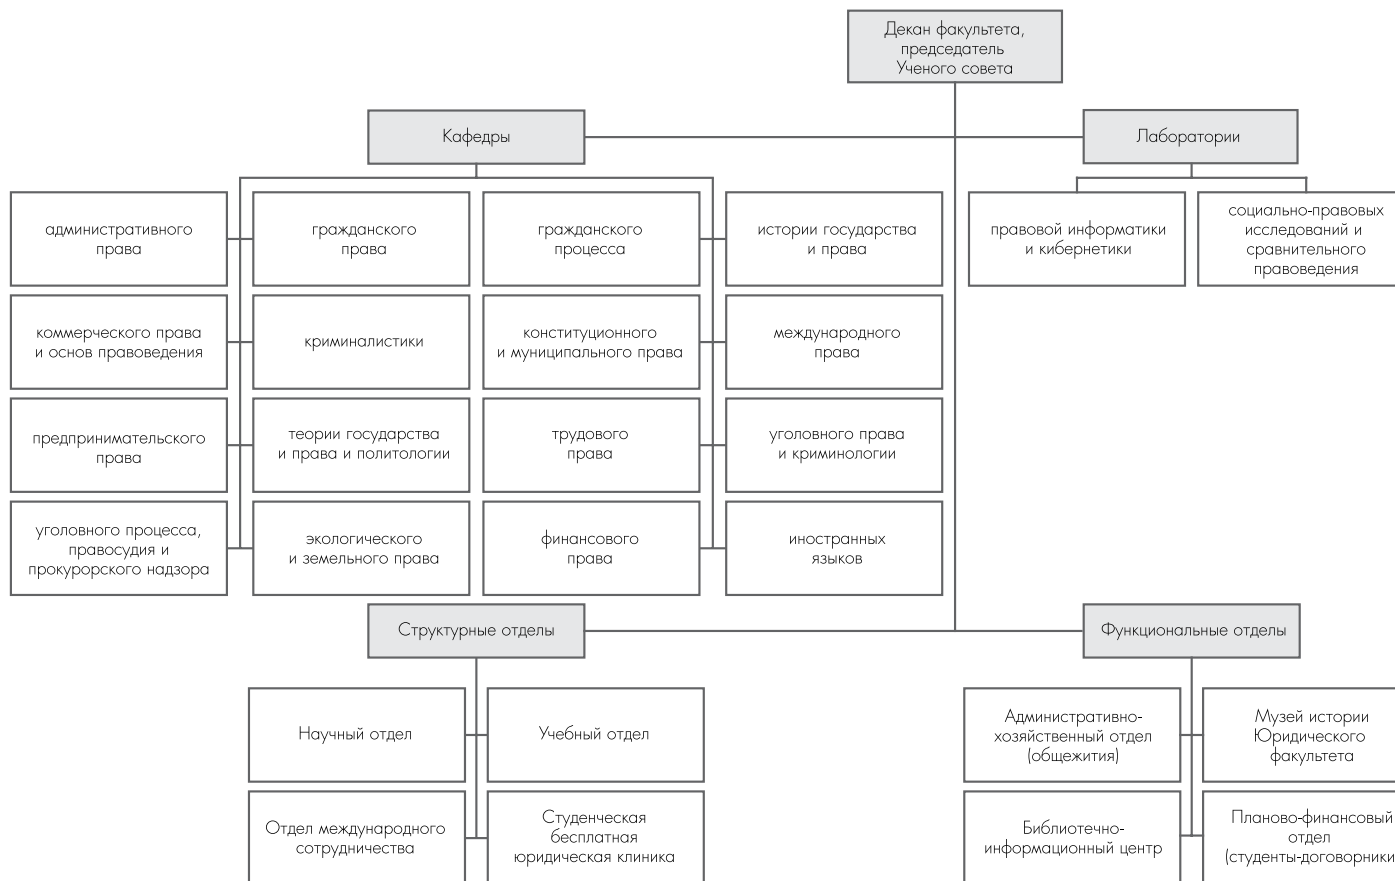 Декан факультета,
председатель
Ученого совета
Кафедры
Лаборатории
административного
права
гражданского
права
гражданского
процесса
истории государства
и права
правовой информатики
и кибернетики
социально-правовых
исследований и
сравнительного
правоведения
коммерческого права
и основ правоведения
криминалистики
конституционного
и муниципального права
международного
права
предпринимательского
права
теории государства
и права и политологии
трудового
права
уголовного права
и криминологии
уголовного процесса,
правосудия и
прокурорского надзора
экологического
и земельного права
финансового
права
иностранных
языков
Структурные отделы
Функциональные отделы
Научный отдел
Учебный отдел
Административно-
хозяйственный отдел
(общежития)
Музей истории
Юридического
факультета
Отдел международного
сотрудничества
Студенческая
бесплатная
юридическая клиника
Библиотечно-
информационный центр
Планово-финансовый
отдел
(студенты-договорники